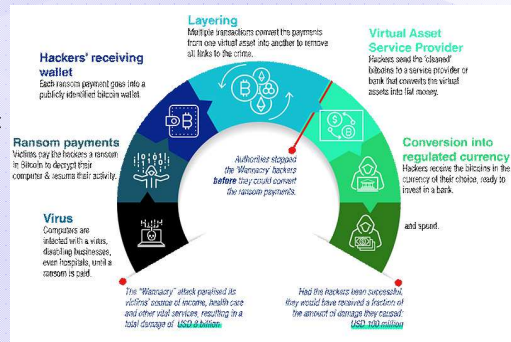 Layering
Multiple transactions convert the payments
from one virtual asset into another to remove
all links to the crime.
Virtual Asset
Service Provider
Hackers send the 'cleaned'
bitcoins to a service provider or
bank that converts the virtual
assets into fiat money.
Hackers' receiving
wallet
Each ransom payment goes into a
publicly identified bitcoin wallet.
Ransom payments
Victims pay the hackers a ransom
in Bitcoin to decrypt their
computer & resume their activity.
Conversion into
regulated currency
Hackers receive the bitcoins in the
currency of their choice, ready to
invest in a bank.
Authorities stopped
the 'Wannacry' hackers
before they could convert
the ransom payments.
Virus
Computers are
infected with a virus,
disabling businesses,
even hospitals, until a
ransom is paid.
and spend.
The "Wannacry" attack paralised its
victims' source of income, health care
and other vital services, resulting in a
total damage of USD 8 billion.
Had the hackers been successful,
they would have received a fraction of
the amount of damage they caused:
USD 100 million